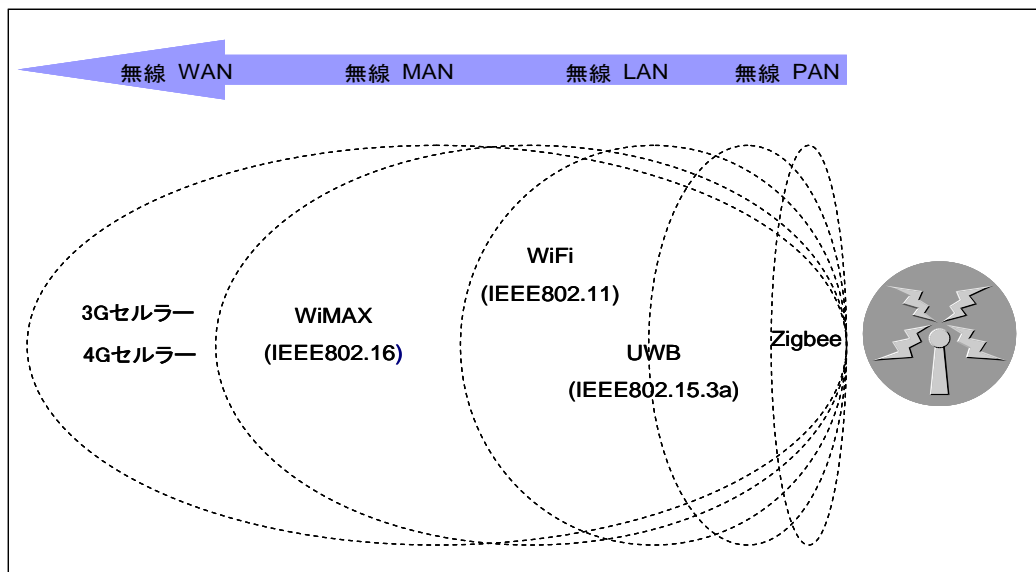 無線 WAN 無線 MAN 無線 LAN 無線 PAN
WiFi
(IEEE802.11)
3Gセルラー
4Gセルラー
WiMAX
(IEEE802.16)
UWB
(IEEE802.15.3a)
Zigbee